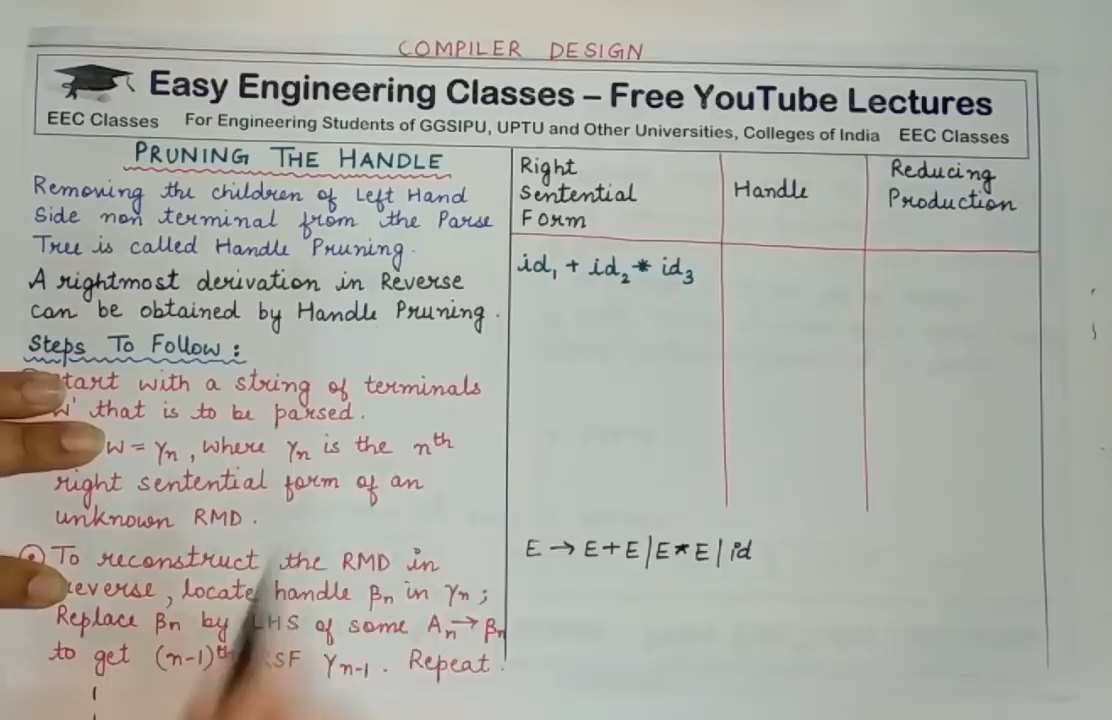 COMPILER DESIGN
Easy Engineering Classes – Free YouTube Lectures
EEC Classes For Engineering Students of GGSIPU, UPTU and Other Universities, Colleges of India EEC Classes
PRUNING THE HANDLE
Removing the children of Left Hand
Side non terminal from the Parse
Tree is called Handle Pruning.
A rightmost derivation in Reverse
can be obtained by Handle Pruning.
Steps To Follow:
Start with a string of terminals
'w' that is to be parsed.
w = γn, where γn is the nth
right sentential form of an
unknown RMD.
To reconstruct the RMD in
reverse, locate handle βn in γn;
Replace βn by LHS of some An → βn
to get (n-1)th RSF γn-1. Repeat.
Right
Sentential
Form
Handle
Reducing
Production
id1 + id2 * id3
E → E+E|E*E|id